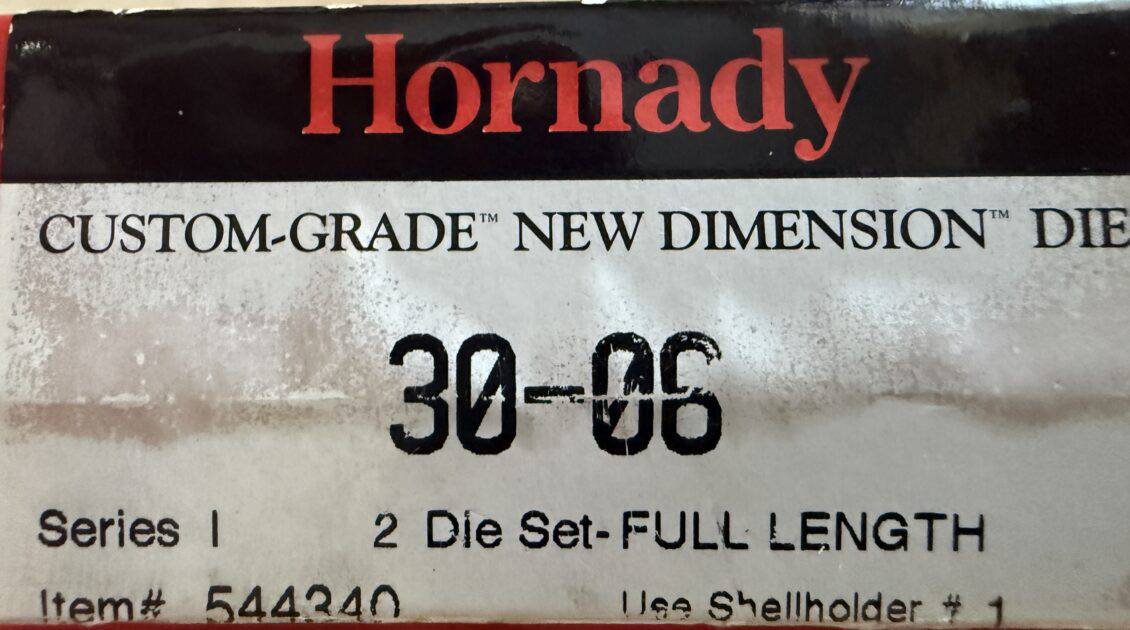 Hornady
CUSTOM-GRADE™ NEW DIMENSION™ DIE
30-06
Series I 2 Die Set- FULL LENGTH
Item# 544340 Use Shellholder # 1